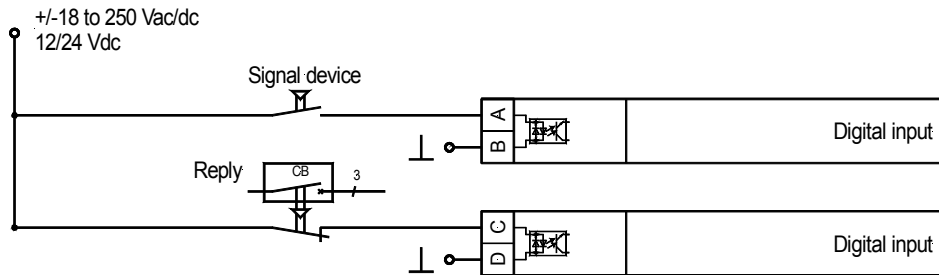 +/-18 to 250 Vac/dc
12/24 Vdc
Signal device
A
B
Digital input
Reply
CB
3
C
D
Digital input